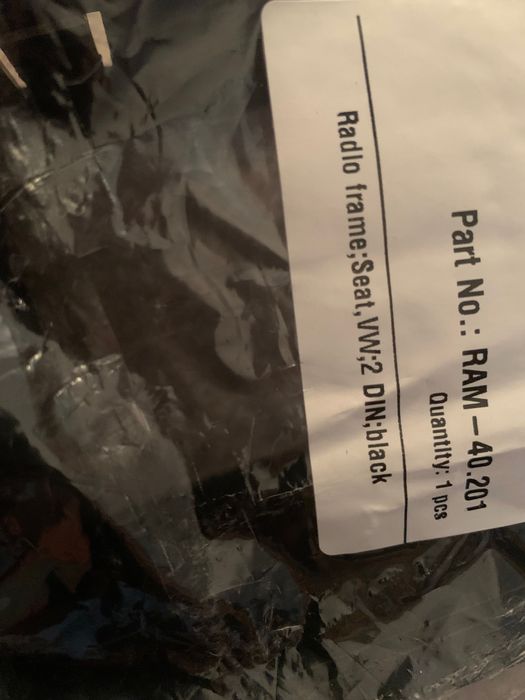 Part No.: RAM-40.201
Quantity: 1 pcs
Radio frame;Seat,VW;2 DIN;black